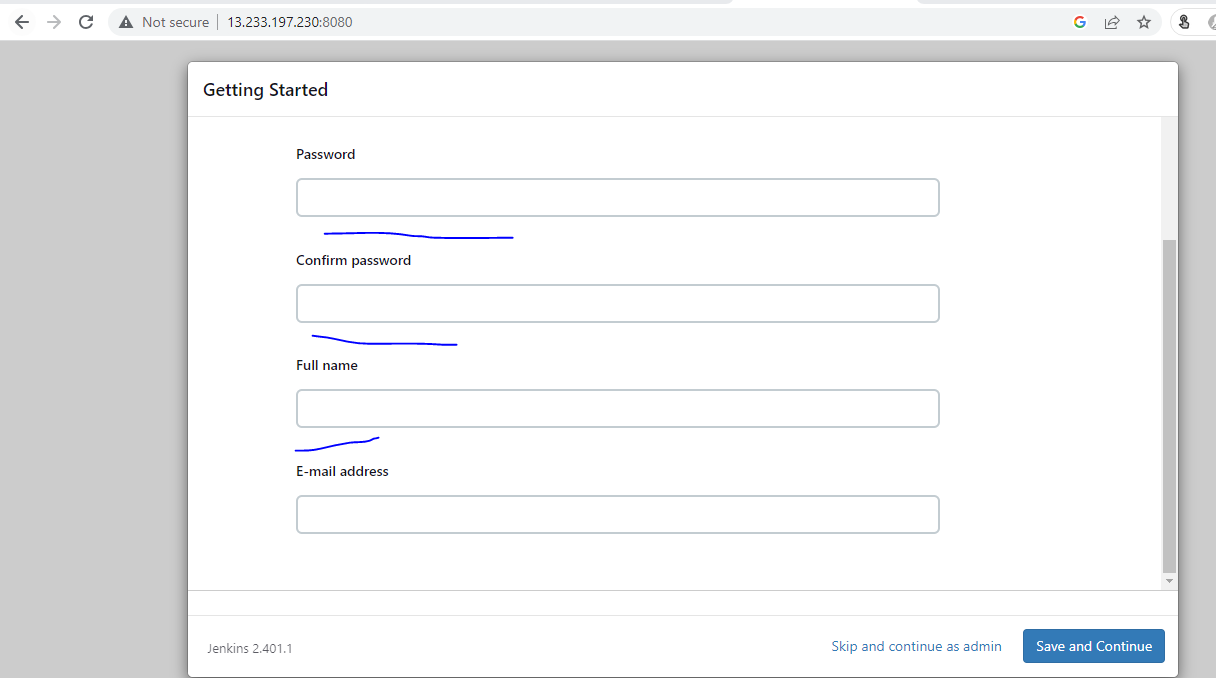 Not secure 13.233.197.230:8080
Getting Started
Password
Confirm password
Full name
E-mail address
Jenkins 2.401.1 Skip and continue as admin Save and Continue